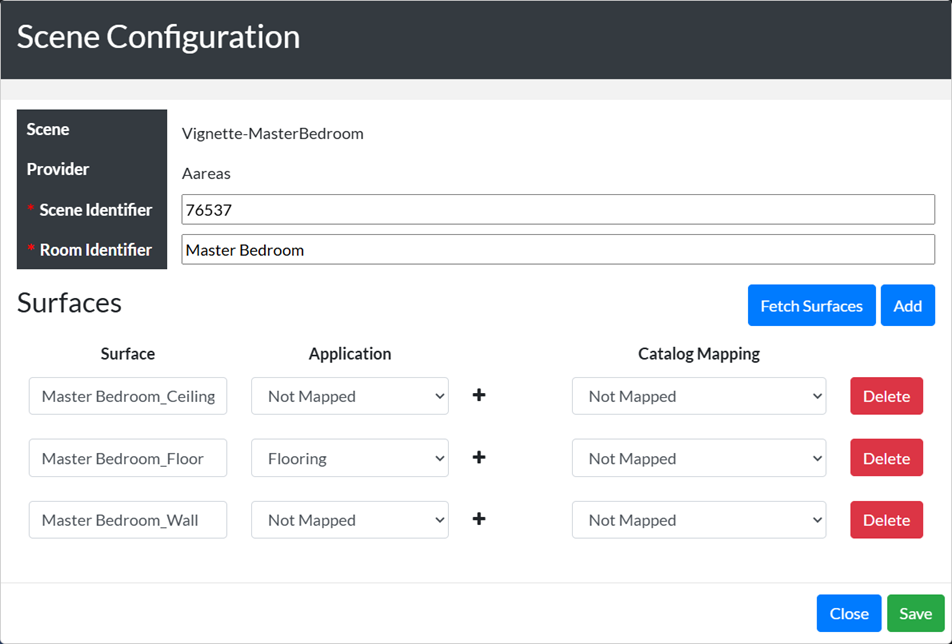 Scene Configuration
Scene Vignette-MasterBedroom
Provider Aareas
* Scene Identifier 76537
* Room Identifier Master Bedroom
Surfaces Fetch Surfaces Add
Surface Application Catalog Mapping
Master Bedroom_Ceiling Not Mapped + Not Mapped Delete
Master Bedroom_Floor Flooring + Not Mapped Delete
Master Bedroom_Wall Not Mapped + Not Mapped Delete
Close Save